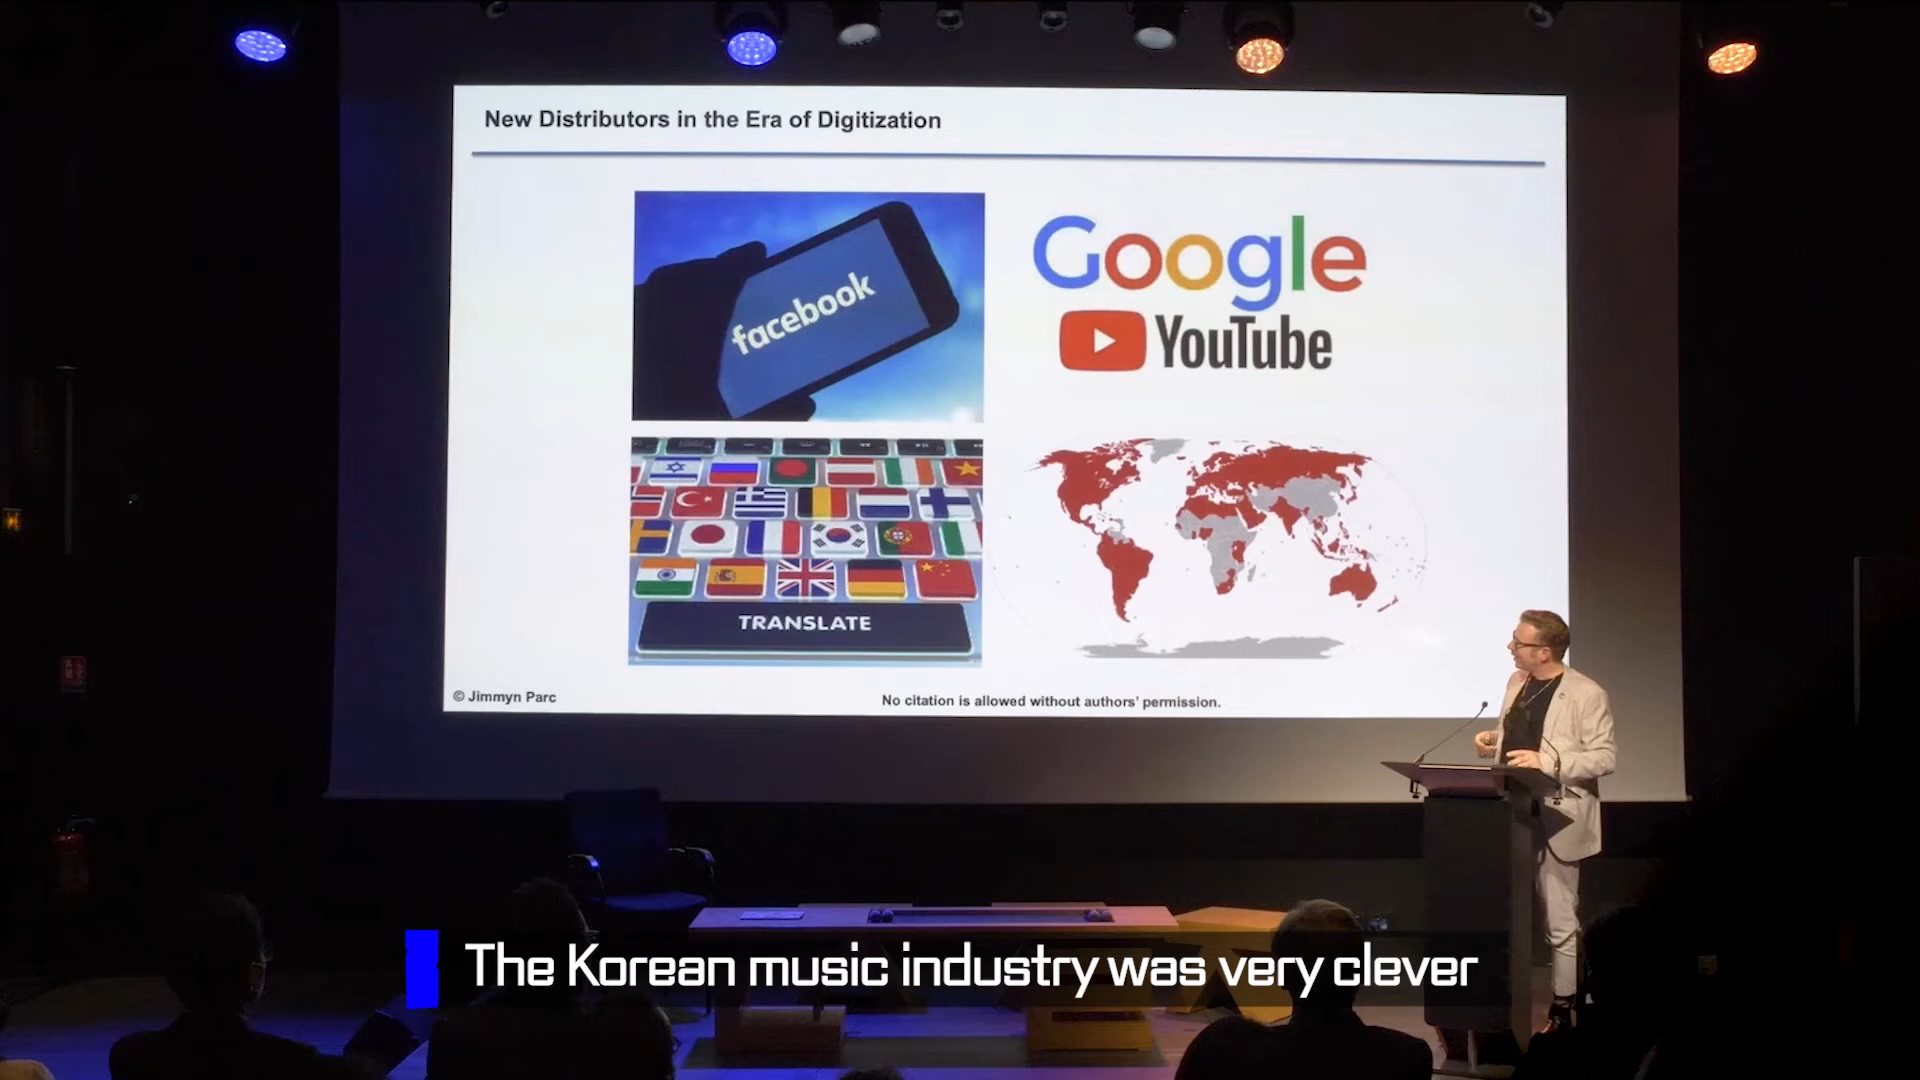 New Distributors in the Era of Digitization
facebook
Google
YouTube
TRANSLATE
© Jimmyn Parc
No citation is allowed without authors' permission.
The Korean music industry was very clever